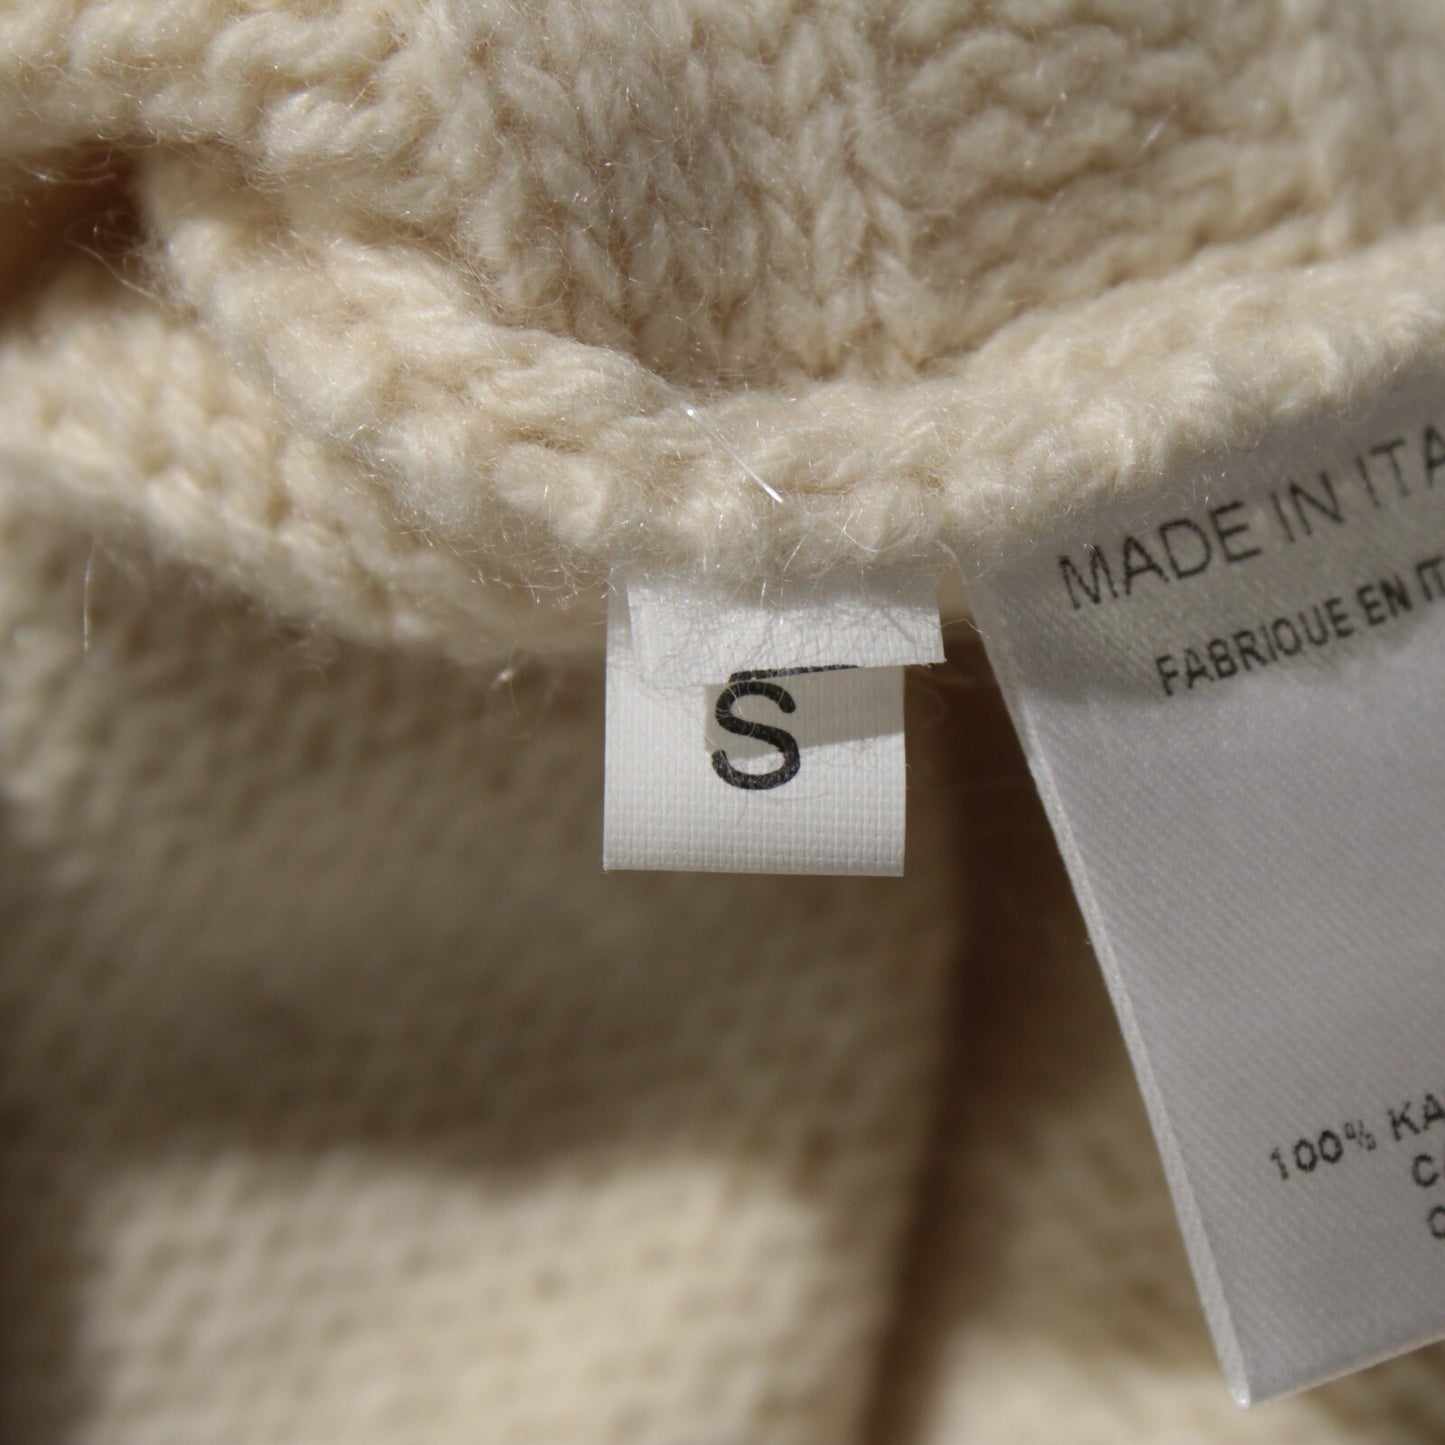 S
MADE IN ITA
FABRIQUE EN IT
100% KA